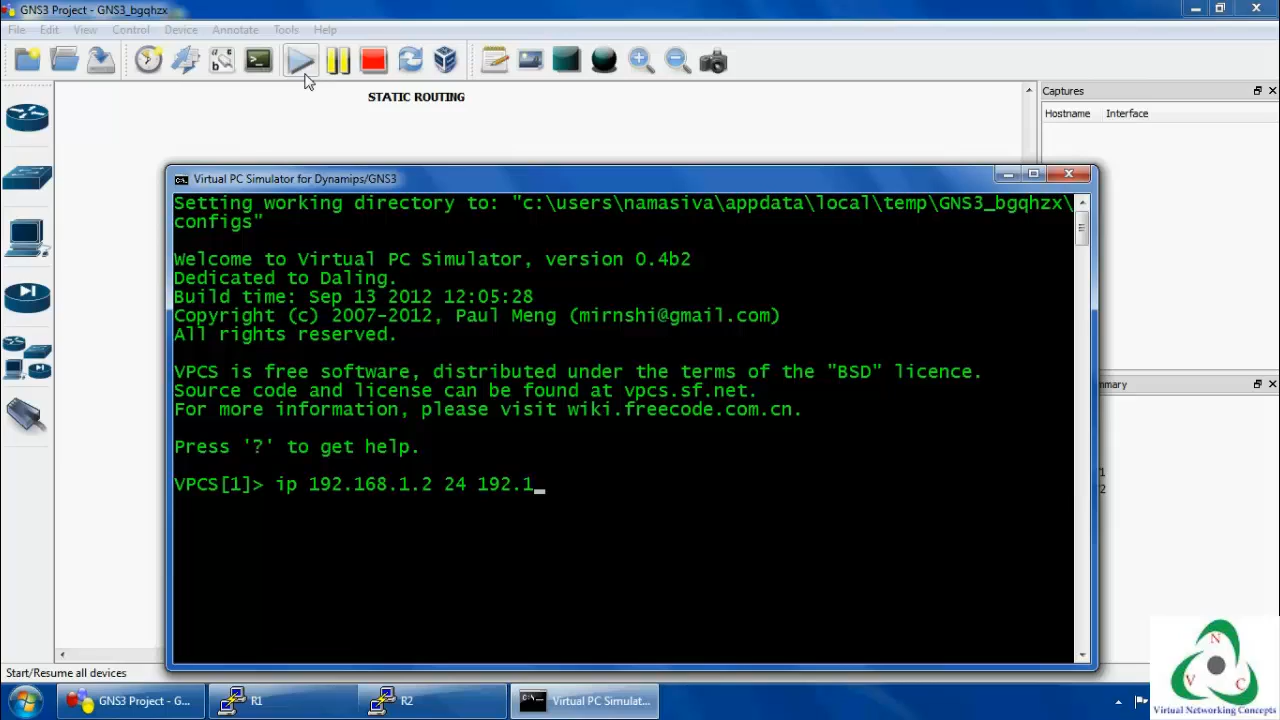 GNS3 Project - GNS3_bgqhzx
File Edit View Control Device Annotate Tools Help
STATIC ROUTING
Captures
Hostname Interface
Virtual PC Simulator for Dynamips/GNS3
Setting working directory to: "c:\users\namasiva\appdata\local\temp\GNS3_bgqhzx\
configs"
Welcome to Virtual PC Simulator, version 0.4b2
Dedicated to Daling.
Build time: Sep 13 2012 12:05:28
Copyright (c) 2007-2012, Paul Meng (mirnshi@gmail.com)
All rights reserved.
VPCS is free software, distributed under the terms of the "BSD" licence.
Source code and license can be found at vpcs.sf.net.
For more information, please visit wiki.freecode.com.cn.
Press '?' to get help.
VPCS[1]> ip 192.168.1.2 24 192.1_
mmary
1
2
Start/Resume all devices
GNS3 Project - G...
R1
R2
Virtual PC Simulat...
N
V C
Virtual Networking Concepts